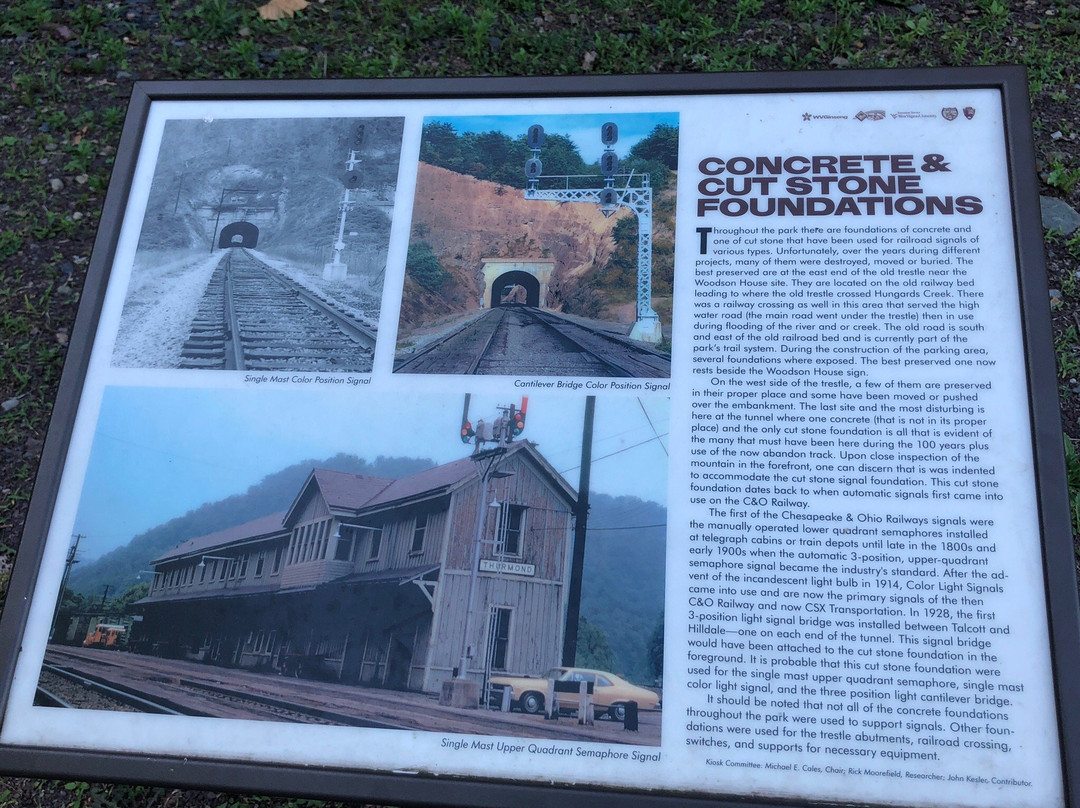 CONCRETE &
CUT STONE
FOUNDATIONS
Throughout the park there are foundations of concrete and
one of cut stone that have been used for railroad signals of
various types. Unfortunately, over the years during different
projects, many of them were destroyed, moved or buried. The
best preserved are at the east end of the old trestle near the
Woodson House site. They are located on the old railway bed
leading to where the old trestle crossed Hungards Creek. There
was a railway crossing as well in this area that served the high
water road (the main road went under the trestle) then in use
during flooding of the river and or creek. The old road is south
and east of the old railroad bed and is currently part of the
park's trail system. During the construction of the parking area,
several foundations where exposed. The best preserved one now
rests beside the Woodson House sign.
On the west side of the trestle, a few of them are preserved
in their proper place and some have been moved or pushed
over the embankment. The last site and the most disturbing is
here at the tunnel where one concrete (that is not in its proper
place) and the only cut stone foundation is all that is evident of
the many that must have been here during the 100 years plus
use of the now abandon track. Upon close inspection of the
mountain in the forefront, one can discern that is was indented
to accommodate the cut stone signal foundation. This cut stone
foundation dates back to when automatic signals first came into
use on the C&O Railway.
The first of the Chesapeake & Ohio Railways signals were
the manually operated lower quadrant semaphores installed
at telegraph cabins or train depots until late in the 1800s and
early 1900s when the automatic 3-position, upper-quadrant
semaphore signal became the industry's standard. After the ad-
vent of the incandescent light bulb in 1914, Color Light Signals
came into use and are now the primary signals of the then
C&O Railway and now CSX Transportation. In 1928, the first
3-position light signal bridge was installed between Talcott and
Hilldale—one on each end of the tunnel. This signal bridge
would have been attached to the cut stone foundation in the
foreground. It is probable that this cut stone foundation were
used for the single mast upper quadrant semaphore, single mast
color light signal, and the three position light cantilever bridge.
It should be noted that not all of the concrete foundations
throughout the park were used to support signals. Other foun-
dations were used for the trestle abutments, railroad crossing,
switches, and supports for necessary equipment.
Kiosk Committee: Michael E. Cales, Chair; Rick Moorefield, Researcher; John Kesler, Contributor.
Single Mast Color Position Signal
Cantilever Bridge Color Position Signal
THURMOND
Single Mast Upper Quadrant Semaphore Signal